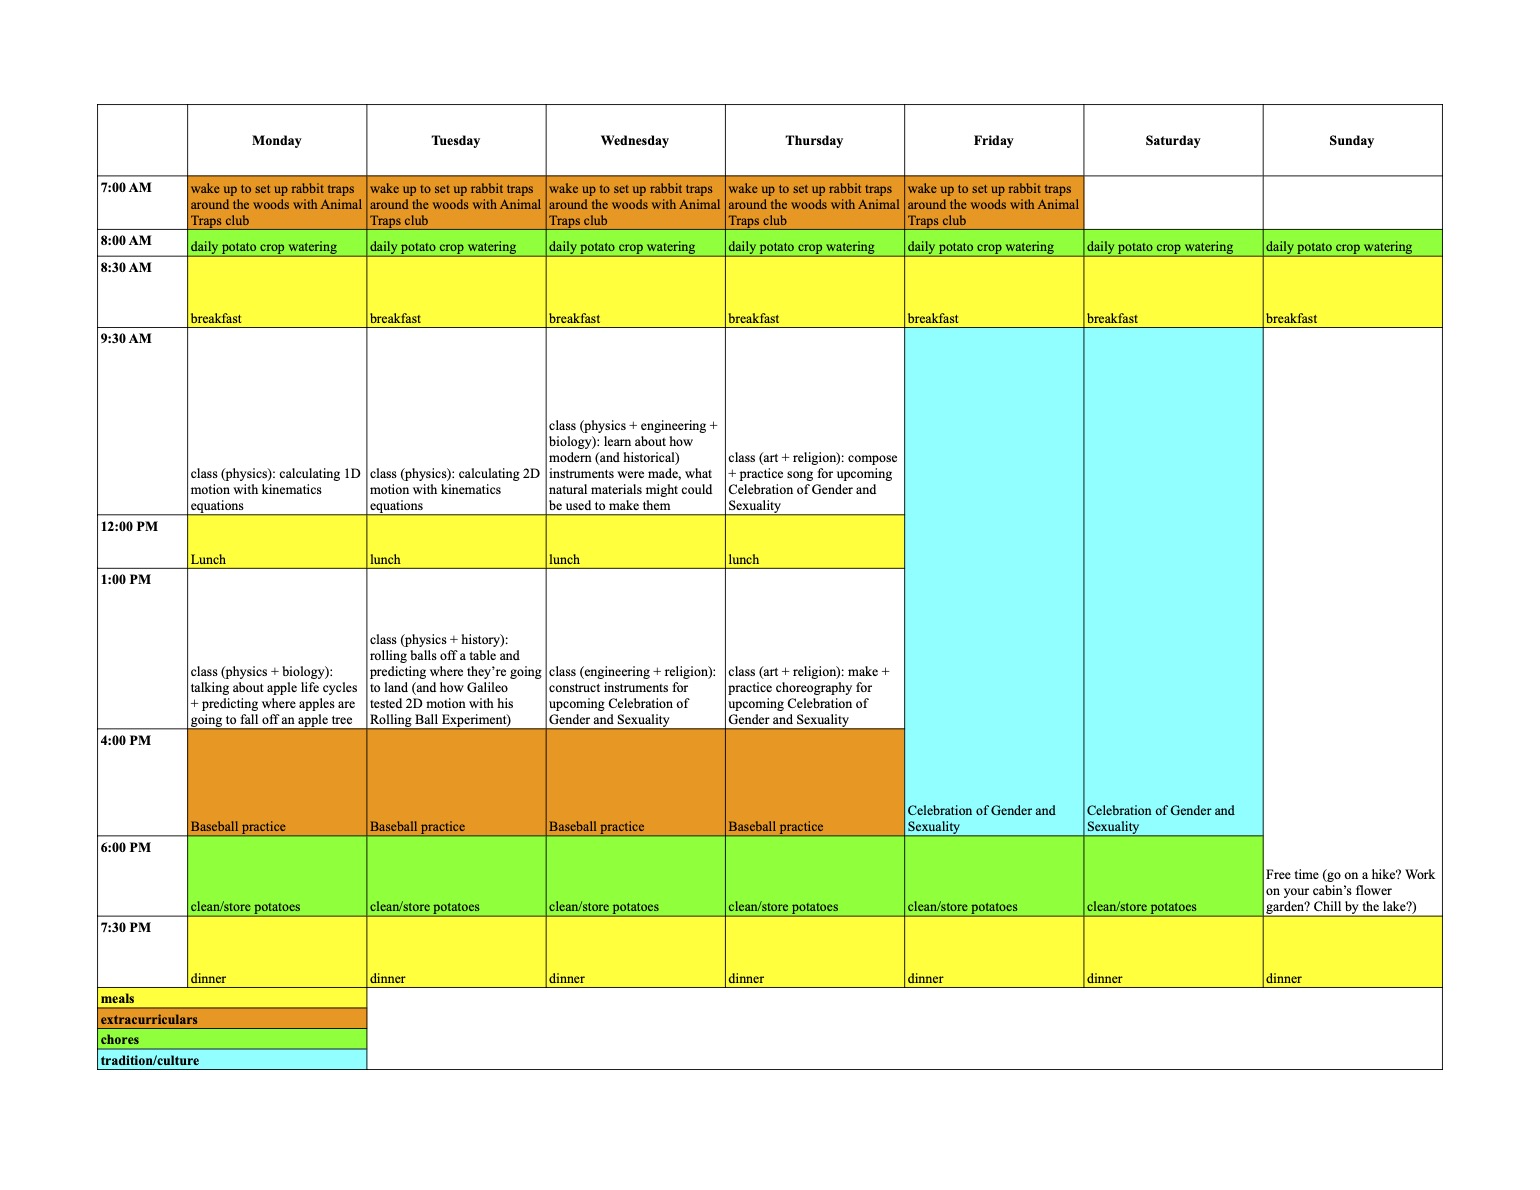 Monday Tuesday Wednesday Thursday Friday Saturday Sunday
7:00 AM
wake up to set up rabbit traps
around the woods with Animal
Traps club
wake up to set up rabbit traps
around the woods with Animal
Traps club
wake up to set up rabbit traps
around the woods with Animal
Traps club
wake up to set up rabbit traps
around the woods with Animal
Traps club
wake up to set up rabbit traps
around the woods with Animal
Traps club
8:00 AM
daily potato crop watering
daily potato crop watering
daily potato crop watering
daily potato crop watering
daily potato crop watering
daily potato crop watering
daily potato crop watering
8:30 AM
breakfast
breakfast
breakfast
breakfast
breakfast
breakfast
breakfast
9:30 AM
class (physics): calculating 1D
motion with kinematics
equations
class (physics): calculating 2D
motion with kinematics
equations
class (physics + engineering +
biology): learn about how
modern (and historical)
instruments were made, what
natural materials might could
be used to make them
class (art + religion): compose
+ practice song for upcoming
Celebration of Gender and
Sexuality
Celebration of Gender and
Sexuality
Celebration of Gender and
Sexuality
Free time (go on a hike? Work
on your cabin’s flower
garden? Chill by the lake?)
12:00 PM
Lunch
lunch
lunch
lunch
1:00 PM
class (physics + biology):
talking about apple life cycles
+ predicting where apples are
going to fall off an apple tree
class (physics + history):
rolling balls off a table and
predicting where they’re going
to land (and how Galileo
tested 2D motion with his
Rolling Ball Experiment)
class (engineering + religion):
construct instruments for
upcoming Celebration of
Gender and Sexuality
class (art + religion): make +
practice choreography for
upcoming Celebration of
Gender and Sexuality
4:00 PM
Baseball practice
Baseball practice
Baseball practice
Baseball practice
6:00 PM
clean/store potatoes
clean/store potatoes
clean/store potatoes
clean/store potatoes
clean/store potatoes
clean/store potatoes
7:30 PM
dinner
dinner
dinner
dinner
dinner
dinner
dinner
meals
extracurriculars
chores
tradition/culture